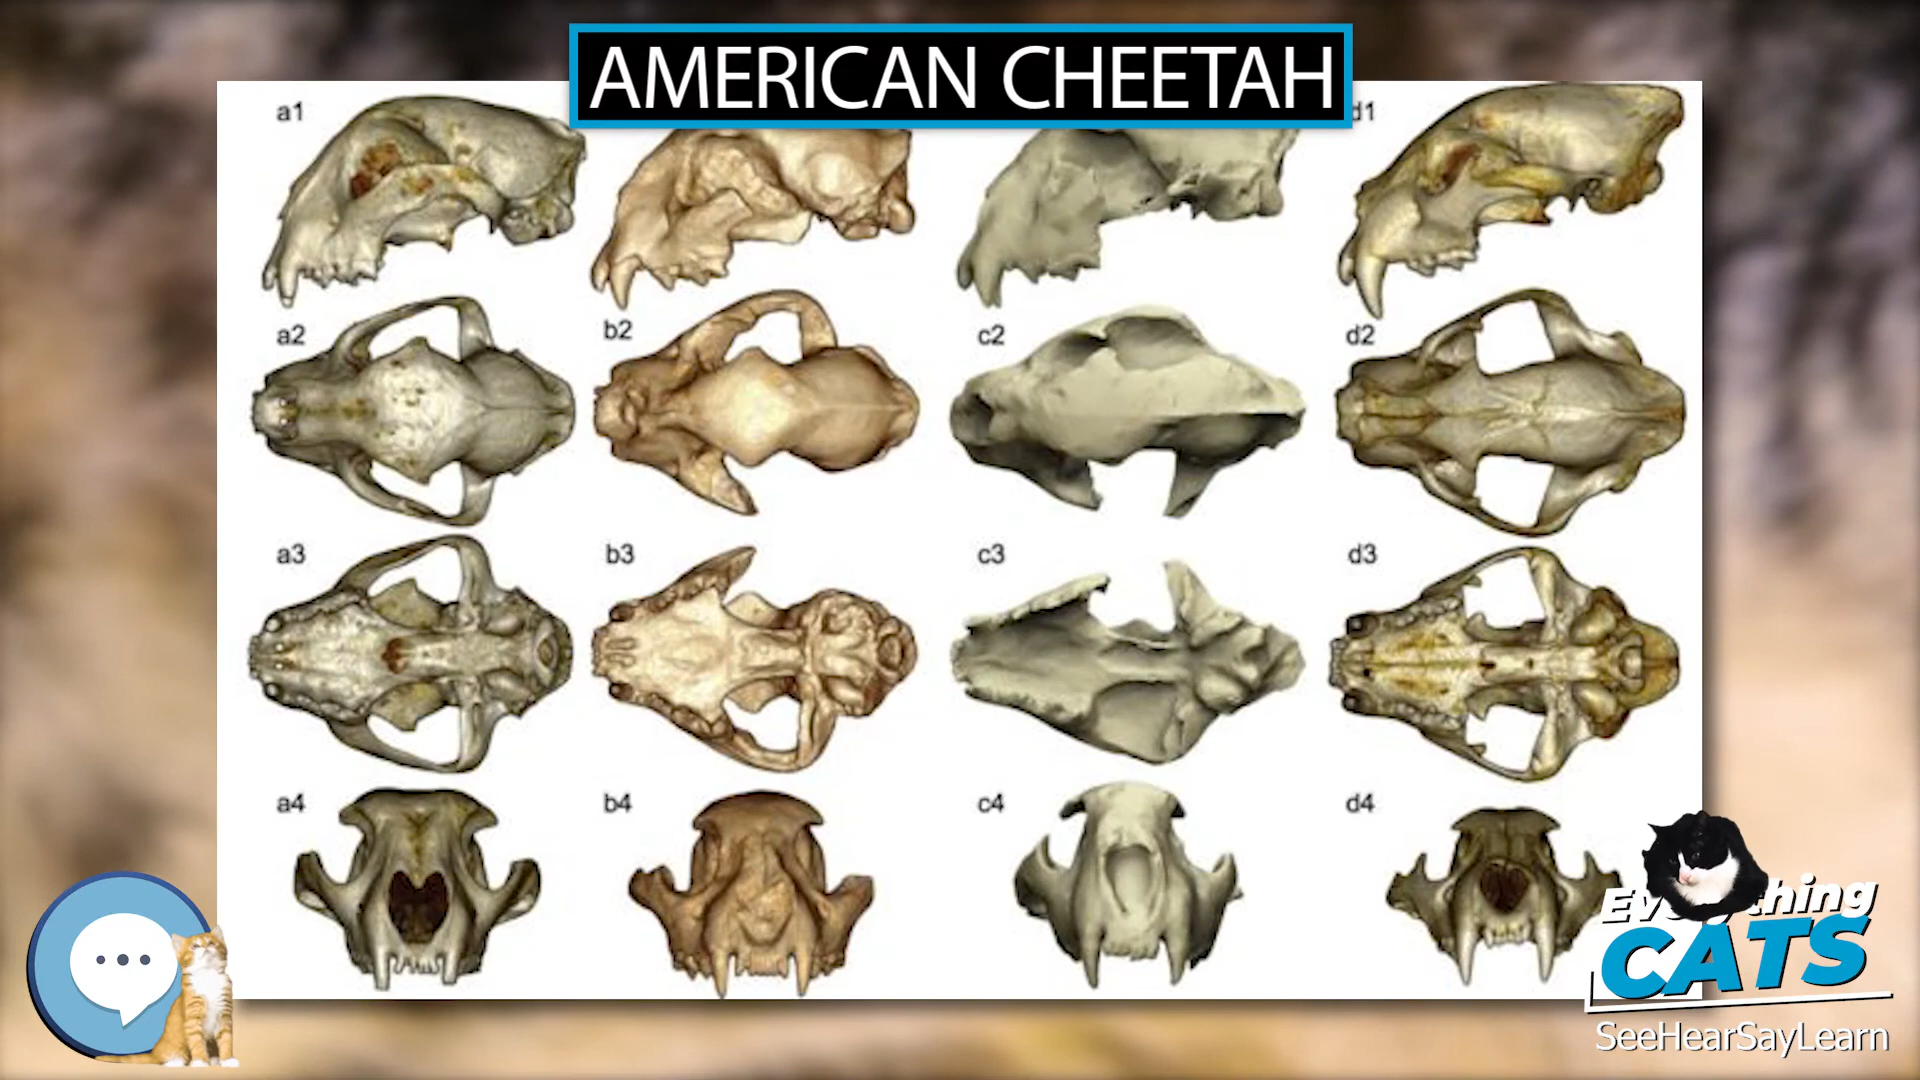 AMERICAN CHEETAH
a1
d1
a2
b2
c2
d2
a3
b3
c3
d3
a4
b4
c4
d4
CATS
SeeHearSayLearn